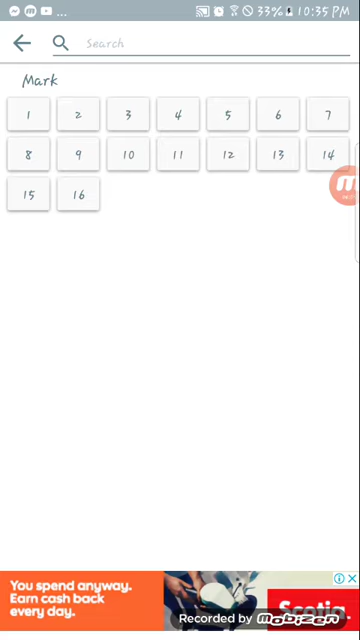 ... 33% 10:35 PM
Search
Mark
1 2 3 4 5 6 7
8 9 10 11 12 13 14
15 16
You spend anyway.
Earn cash back
every day.
Scotia
Recorded by mobizen